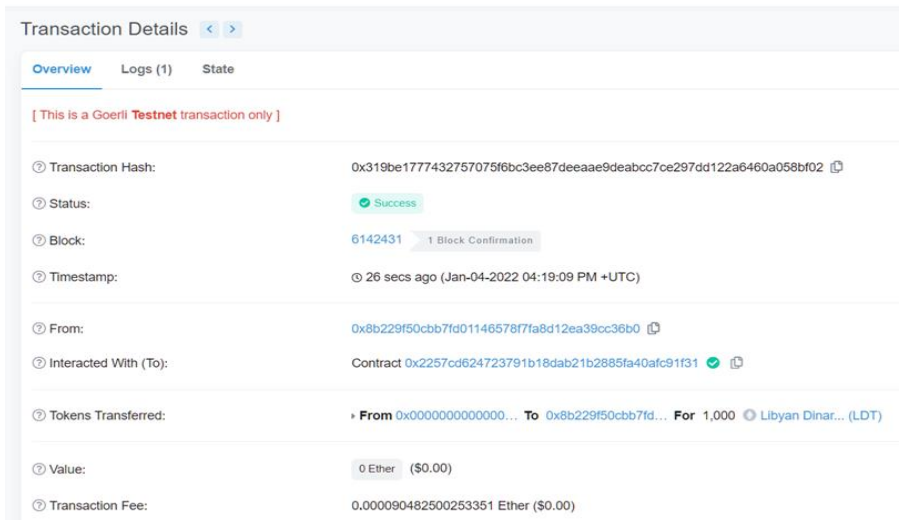 Transaction Details < >
Overview Logs (1) State
[ This is a Goerli Testnet transaction only ]
Transaction Hash: 0x319be1777432757075f6bc3ee87deeaae9deabcc7ce297dd122a6460a058bf02
Status: Success
Block: 6142431 1 Block Confirmation
Timestamp: 26 secs ago (Jan-04-2022 04:19:09 PM +UTC)
From: 0x8b229f50cbb7fd01146578f7fa8d12ea39cc36b0
Interacted With (To): Contract 0x2257cd624723791b18dab21b2885fa40afc91f31
Tokens Transferred: From 0x0000000000000... To 0x8b229f50cbb7fd... For 1,000 Libyan Dinar... (LDT)
Value: 0 Ether ($0.00)
Transaction Fee: 0.000090482500253351 Ether ($0.00)